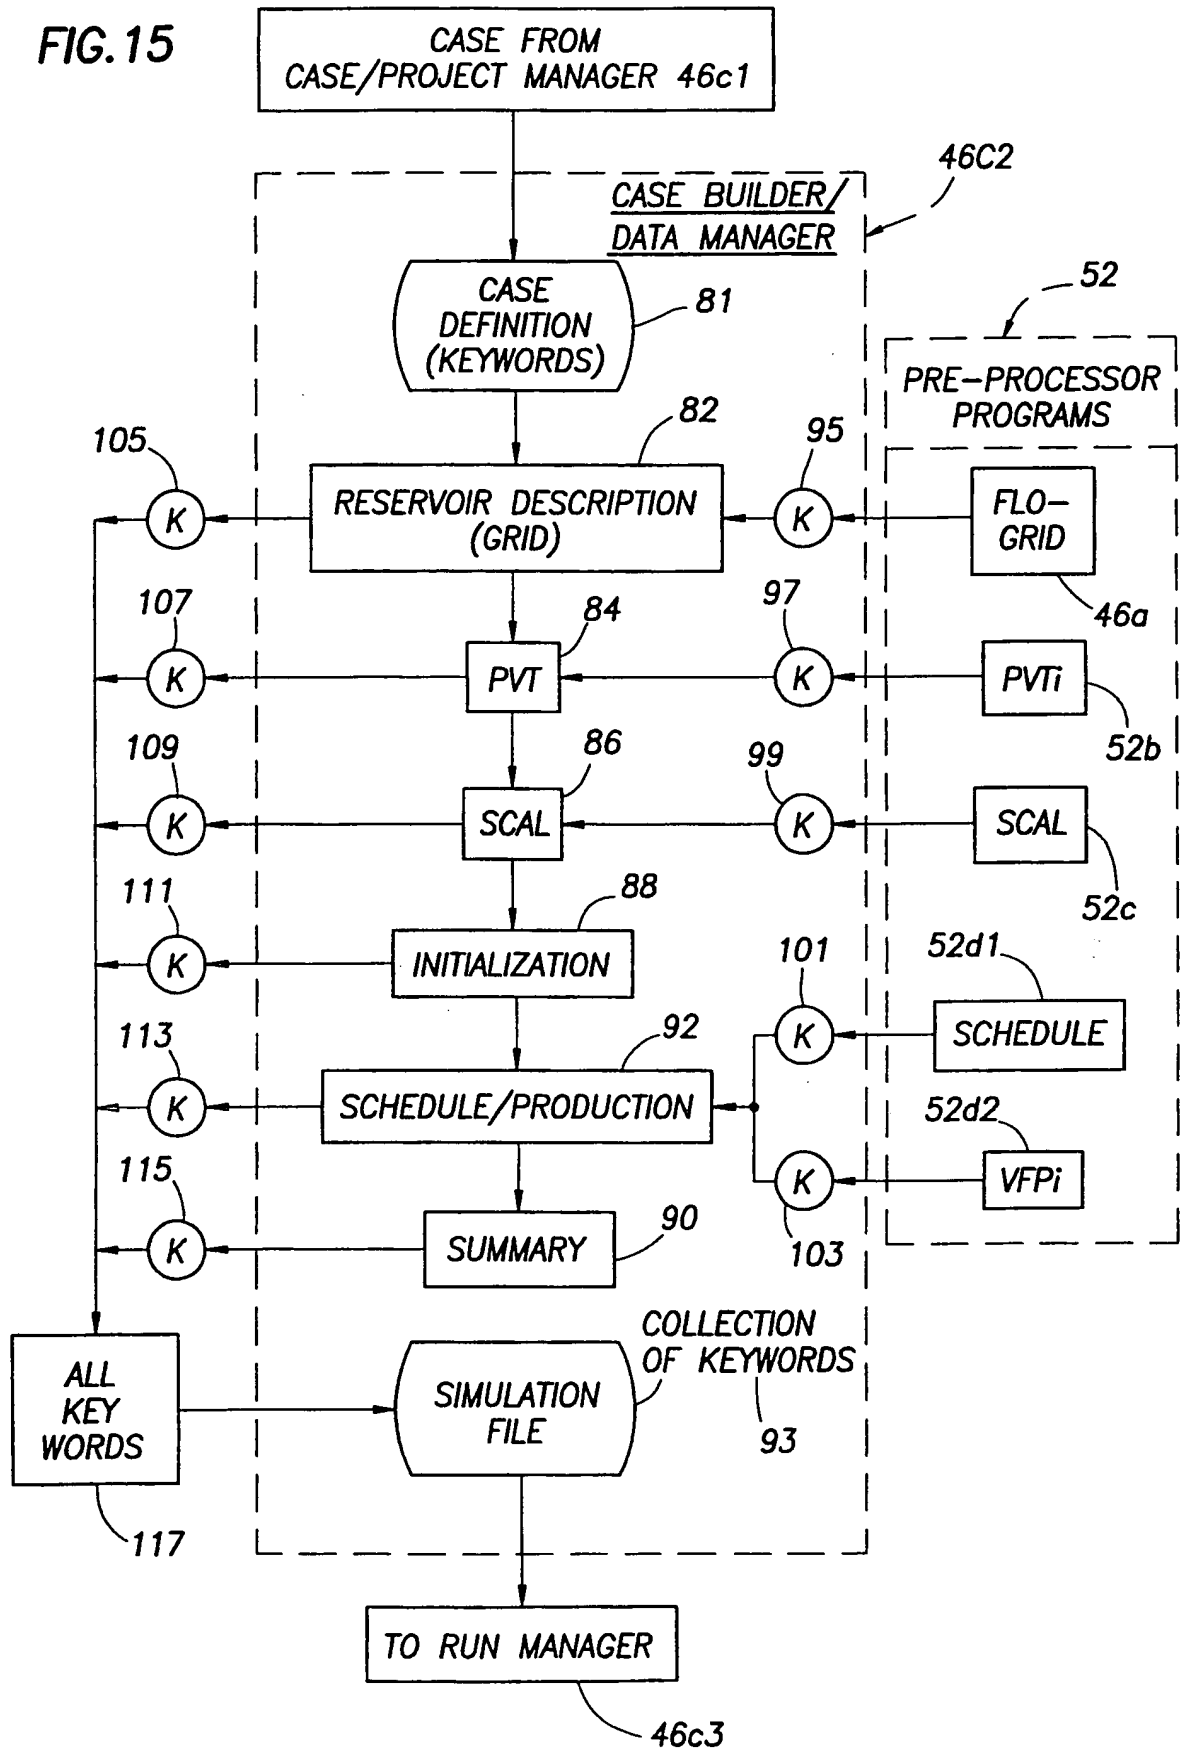 FIG.15
CASE FROM
CASE/PROJECT MANAGER 46c1
46C2
CASE BUILDER/
DATA MANAGER
CASE
DEFINITION
(KEYWORDS)
81
52
PRE-PROCESSOR
PROGRAMS
105
82
95
K
RESERVOIR DESCRIPTION
(GRID)
K
FLO-
GRID
46a
107
84
97
K
PVT
K
PVTi
52b
109
86
99
K
SCAL
K
SCAL
52c
111
88
K
INITIALIZATION
101
52d1
K
SCHEDULE
113
92
K
SCHEDULE/PRODUCTION
52d2
K
VFPi
103
115
90
K
SUMMARY
COLLECTION
OF KEYWORDS
93
ALL
KEY
WORDS
117
SIMULATION
FILE
TO RUN MANAGER
46c3